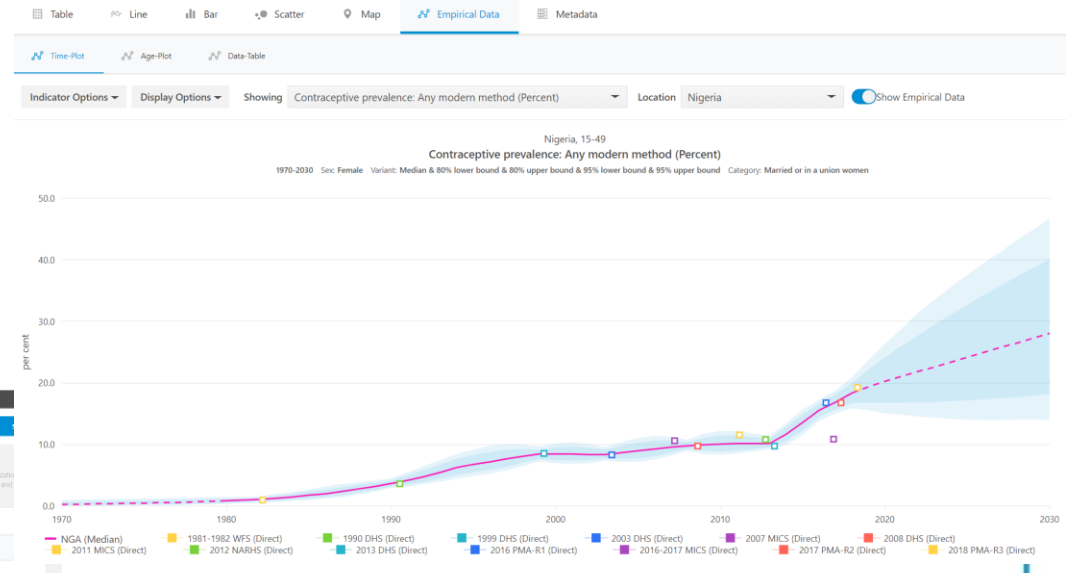 Table Line Bar Scatter Map Empirical Data Metadata
Time-Plot Age-Plot Data-Table
Indicator Options Display Options Showing Contraceptive prevalence: Any modern method (Percent) Location Nigeria Show Empirical Data
Nigeria, 15-49
Contraceptive prevalence: Any modern method (Percent)
1970-2030 Sex: Female Variant: Median & 80% lower bound & 80% upper bound & 95% lower bound & 95% upper bound Category: Married or in a union women
50.0
40.0
30.0
per cent
20.0
10.0
0.0
1970 1980 1990 2000 2010 2020 2030
NGA (Median) 1981-1982 WFS (Direct) 1990 DHS (Direct) 1999 DHS (Direct) 2003 DHS (Direct) 2007 MICS (Direct) 2008 DHS (Direct)
2011 MICS (Direct) 2012 NARHS (Direct) 2013 DHS (Direct) 2016 PMA-R1 (Direct) 2016-2017 MICS (Direct) 2017 PMA-R2 (Direct) 2018 PMA-R3 (Direct)